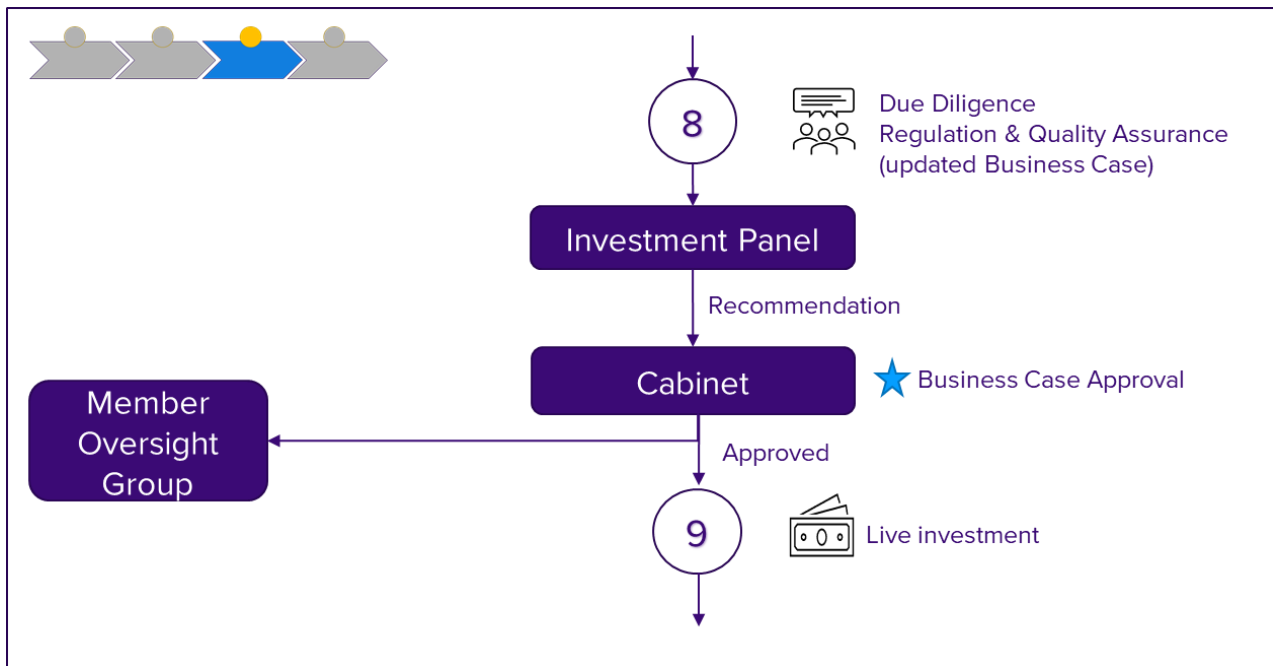 8
Due Diligence
Regulation & Quality Assurance
(updated Business Case)
Investment Panel
Recommendation
Cabinet
Business Case Approval
Member
Oversight
Group
Approved
9
Live investment